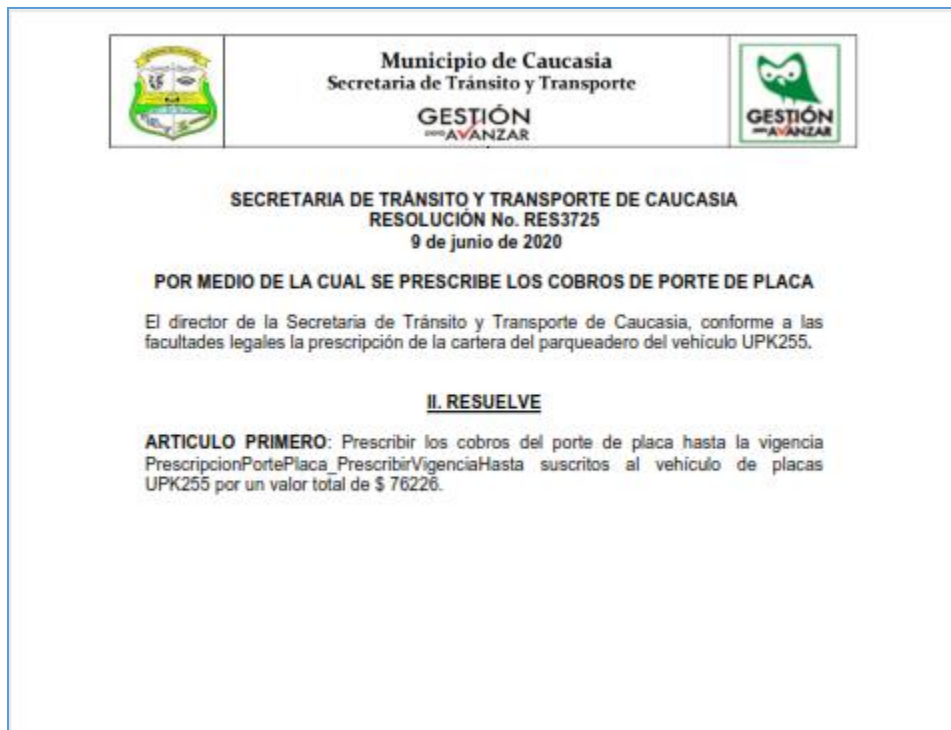 Municipio de Caucasia
Secretaria de Tránsito y Transporte
GESTIÓN
para AVANZAR
GESTIÓN
para AVANZAR
SECRETARIA DE TRÁNSITO Y TRANSPORTE DE CAUCASIA
RESOLUCIÓN No. RES3725
9 de junio de 2020
POR MEDIO DE LA CUAL SE PRESCRIBE LOS COBROS DE PORTE DE PLACA
El director de la Secretaria de Tránsito y Transporte de Caucasia, conforme a las
facultades legales la prescripción de la cartera del parqueadero del vehículo UPK255.
II. RESUELVE
ARTICULO PRIMERO: Prescribir los cobros del porte de placa hasta la vigencia
PrescripcionPortePlaca_PrescribirVigenciaHasta suscritos al vehículo de placas
UPK255 por un valor total de $ 76226.